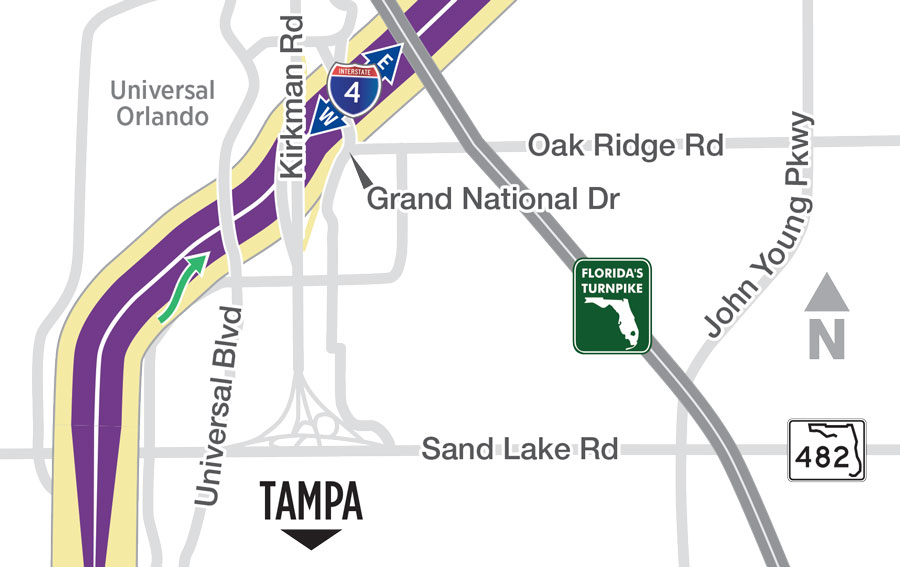 Kirkman Rd
E
INTERSTATE
4
W
Universal
Orlando
Oak Ridge Rd
Grand National Dr
John Young Pkwy
FLORIDA'S
TURNPIKE
N
Universal Blvd
Sand Lake Rd
482
TAMPA